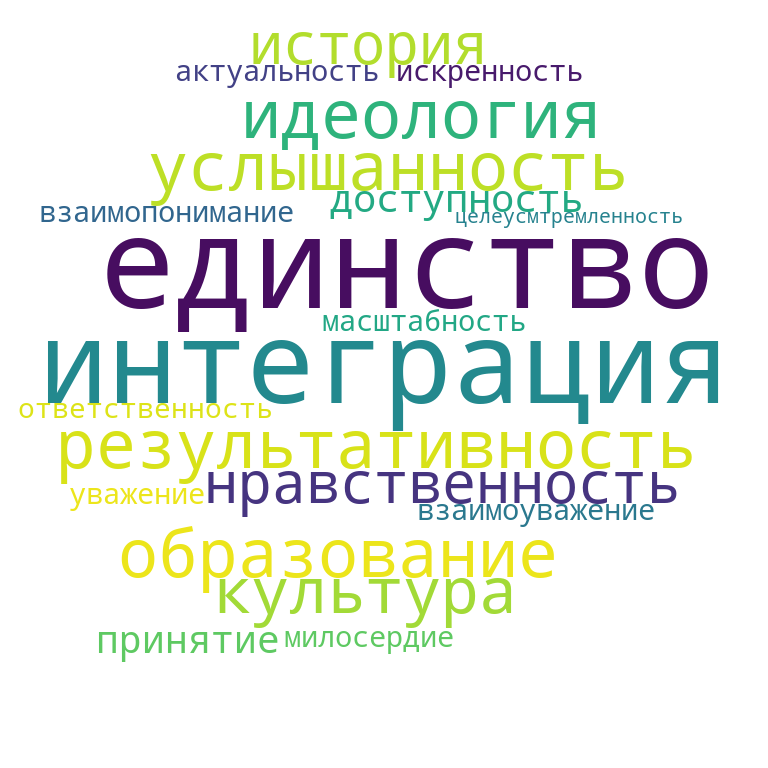 история
актуальность искренность
идеология
услышанность
взаимопонимание доступность
целеусмтремленность
единство
масштабность
интеграция
ответственность
результативность
уважение нравственность
взаимоуважение
образование
культура
принятие милосердие